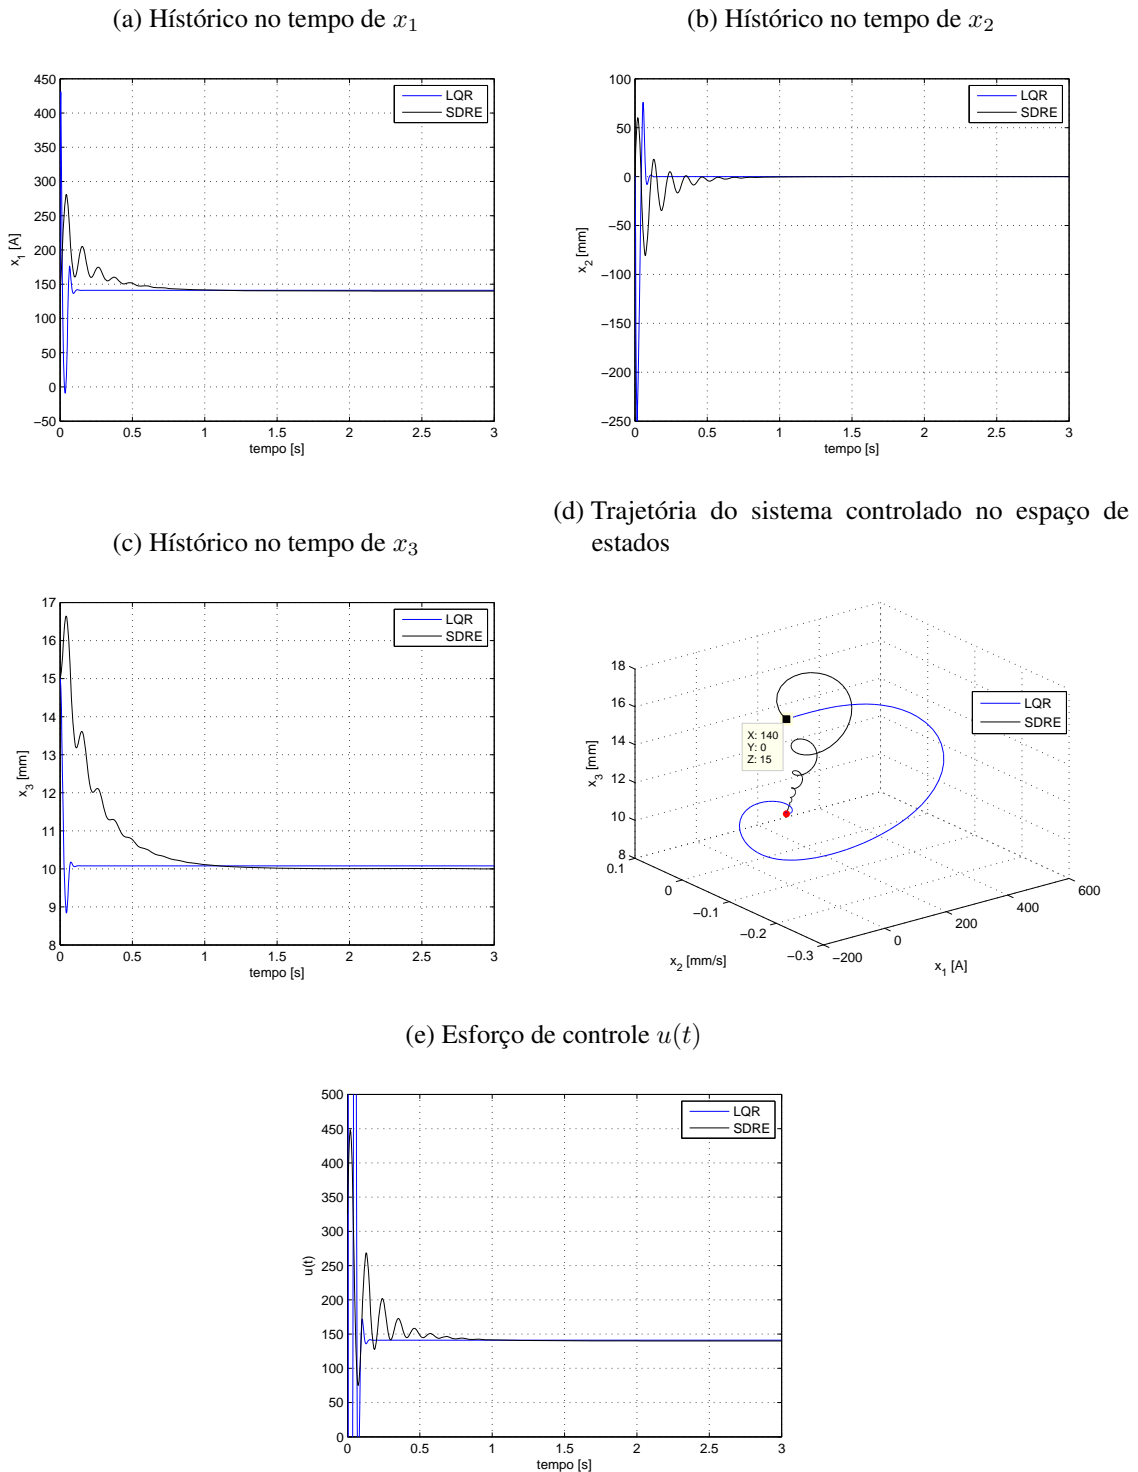 (a) Hístórico no tempo de x₁
(b) Hístórico no tempo de x₂
450
400
350
300
250
200
150
100
50
0
−50
x₁ [A]
0 0.5 1 1.5 2 2.5 3
tempo [s]
LQR
SDRE
100
50
0
−50
−100
−150
−200
−250
x₂ [mm]
0 0.5 1 1.5 2 2.5 3
tempo [s]
LQR
SDRE
(c) Hístórico no tempo de x₃
(d) Trajetória do sistema controlado no espaço de
estados
17
16
15
14
13
12
11
10
9
8
x₃ [mm]
0 0.5 1 1.5 2 2.5 3
tempo [s]
LQR
SDRE
18
16
14
12
10
8
x₃ [mm]
0.1
0
−0.1
−0.2
−0.3
x₂ [mm/s]
−200
0
200
400
600
x₁ [A]
X: 140
Y: 0
Z: 15
LQR
SDRE
(e) Esforço de controle u(t)
500
450
400
350
300
250
200
150
100
50
0
u(t)
0 0.5 1 1.5 2 2.5 3
tempo [s]
LQR
SDRE